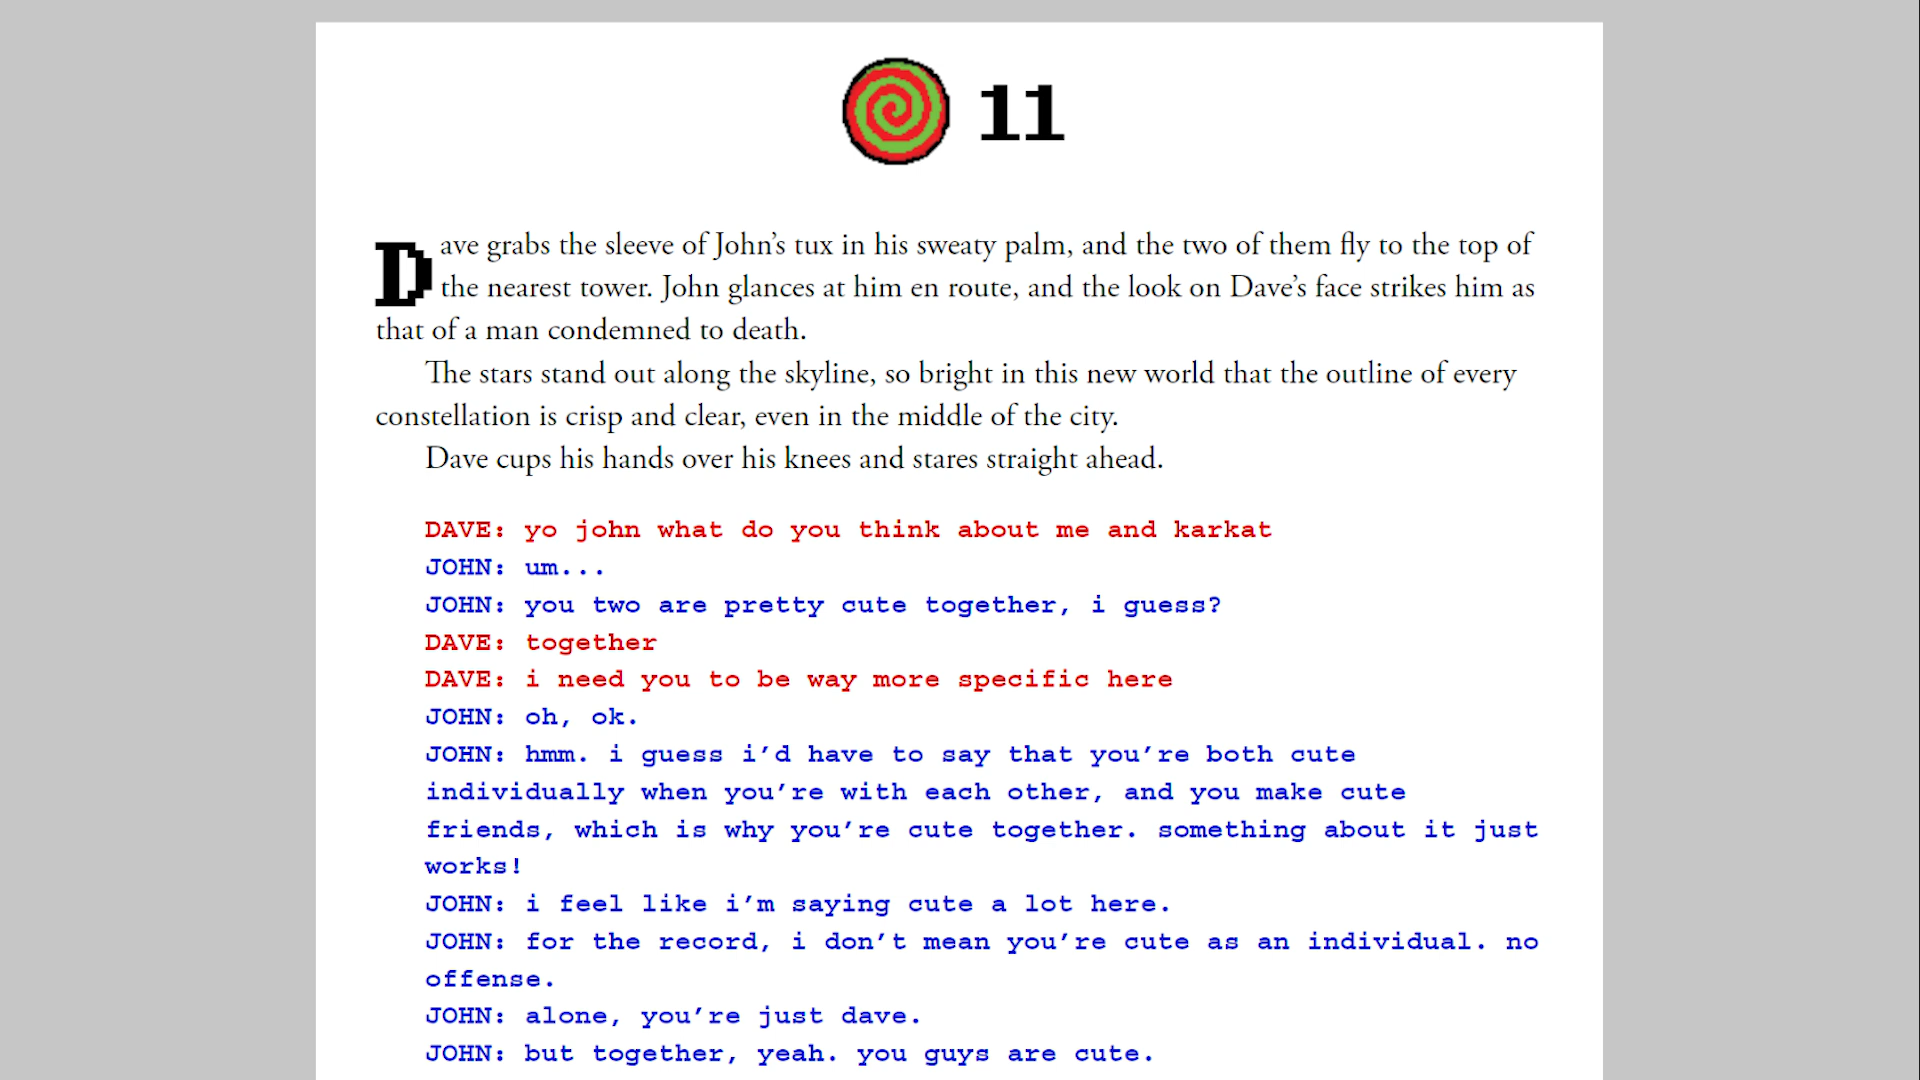 11
Dave grabs the sleeve of John’s tux in his sweaty palm, and the two of them fly to the top of
the nearest tower. John glances at him en route, and the look on Dave’s face strikes him as
that of a man condemned to death.
The stars stand out along the skyline, so bright in this new world that the outline of every
constellation is crisp and clear, even in the middle of the city.
Dave cups his hands over his knees and stares straight ahead.
DAVE: yo john what do you think about me and karkat
JOHN: um...
JOHN: you two are pretty cute together, i guess?
DAVE: together
DAVE: i need you to be way more specific here
JOHN: oh, ok.
JOHN: hmm. i guess i’d have to say that you’re both cute
individually when you’re with each other, and you make cute
friends, which is why you’re cute together. something about it just
works!
JOHN: i feel like i’m saying cute a lot here.
JOHN: for the record, i don’t mean you’re cute as an individual. no
offense.
JOHN: alone, you’re just dave.
JOHN: but together, yeah. you guys are cute.